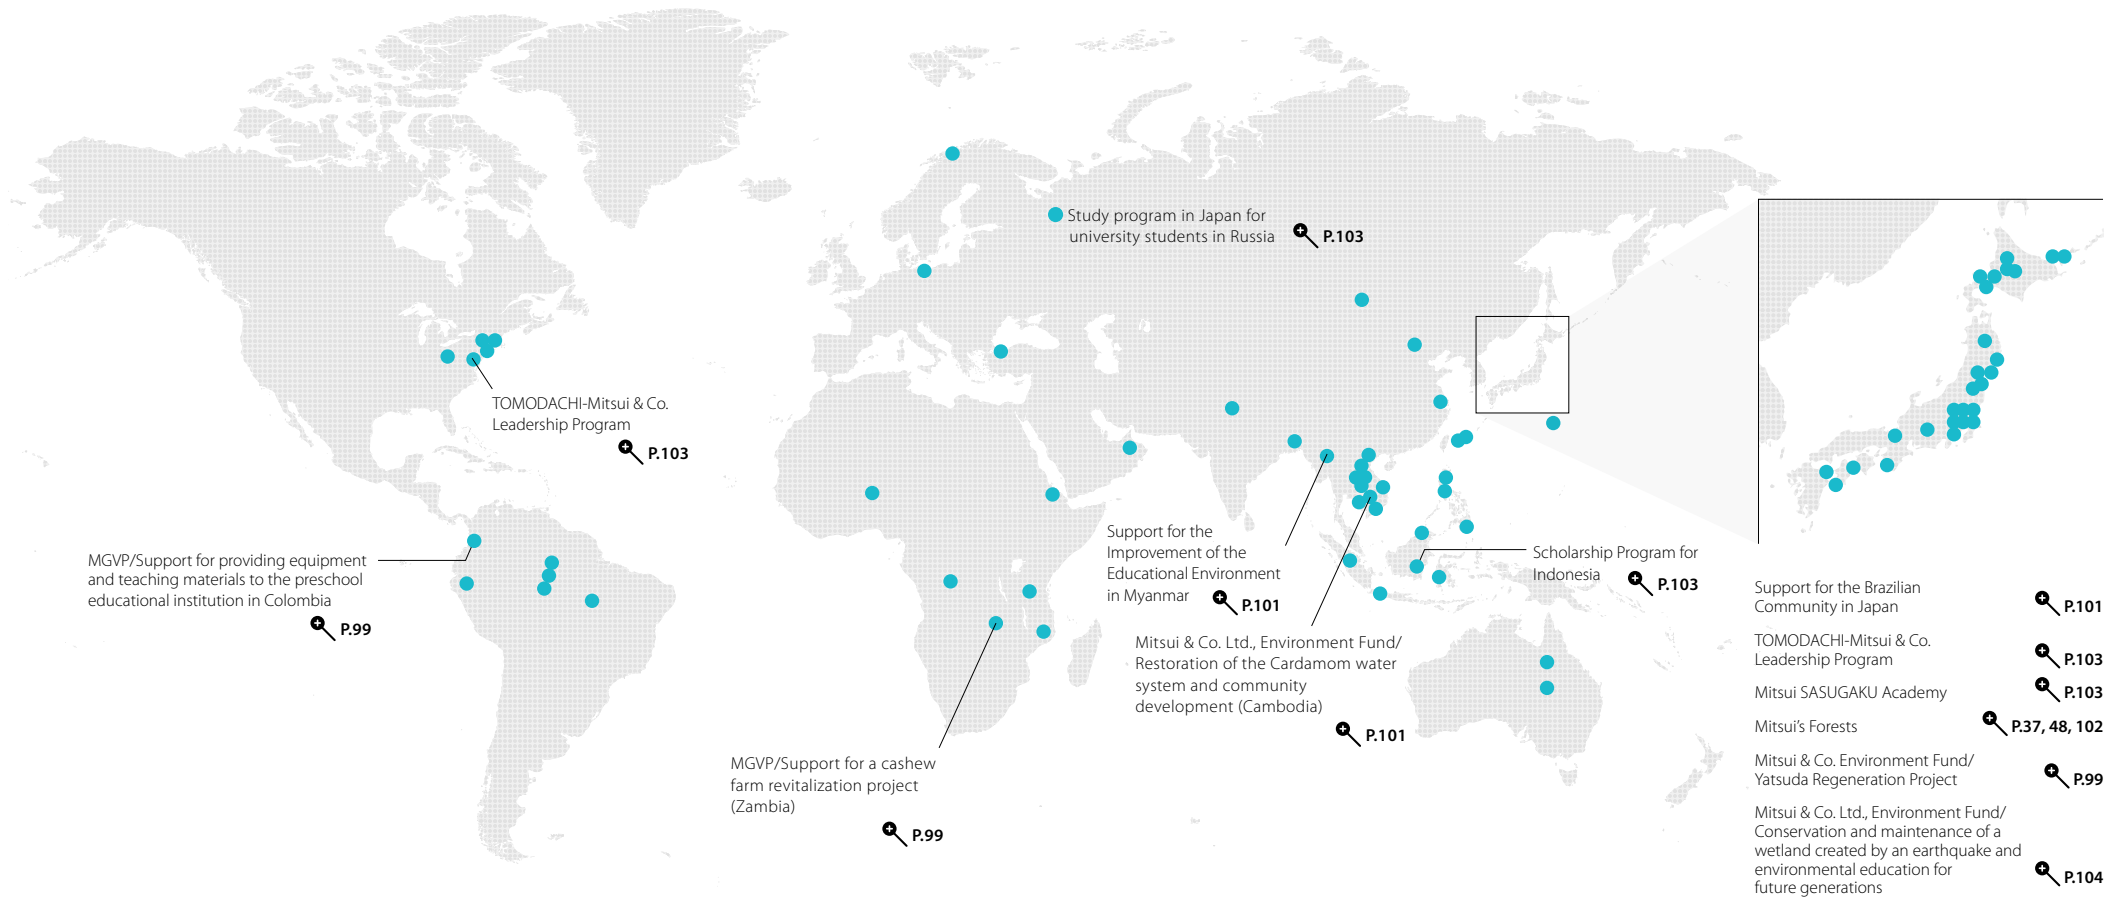 Study program in Japan for
university students in Russia
P.103
TOMODACHI-Mitsui & Co.
Leadership Program
P.103
MGVP/Support for providing equipment
and teaching materials to the preschool
educational institution in Colombia
P.99
Support for the
Improvement of the
Educational Environment
in Myanmar
P.101
Scholarship Program for
Indonesia
P.103
Mitsui & Co. Ltd., Environment Fund/
Restoration of the Cardamom water
system and community
development (Cambodia)
P.101
MGVP/Support for a cashew
farm revitalization project
(Zambia)
P.99
Support for the Brazilian
Community in Japan
P.101
TOMODACHI-Mitsui & Co.
Leadership Program
P.103
Mitsui SASUGAKU Academy
P.103
Mitsui’s Forests
P.37, 48, 102
Mitsui & Co. Environment Fund/
Yatsuda Regeneration Project
P.99
Mitsui & Co. Ltd., Environment Fund/
Conservation and maintenance of a
wetland created by an earthquake and
environmental education for
future generations
P.104